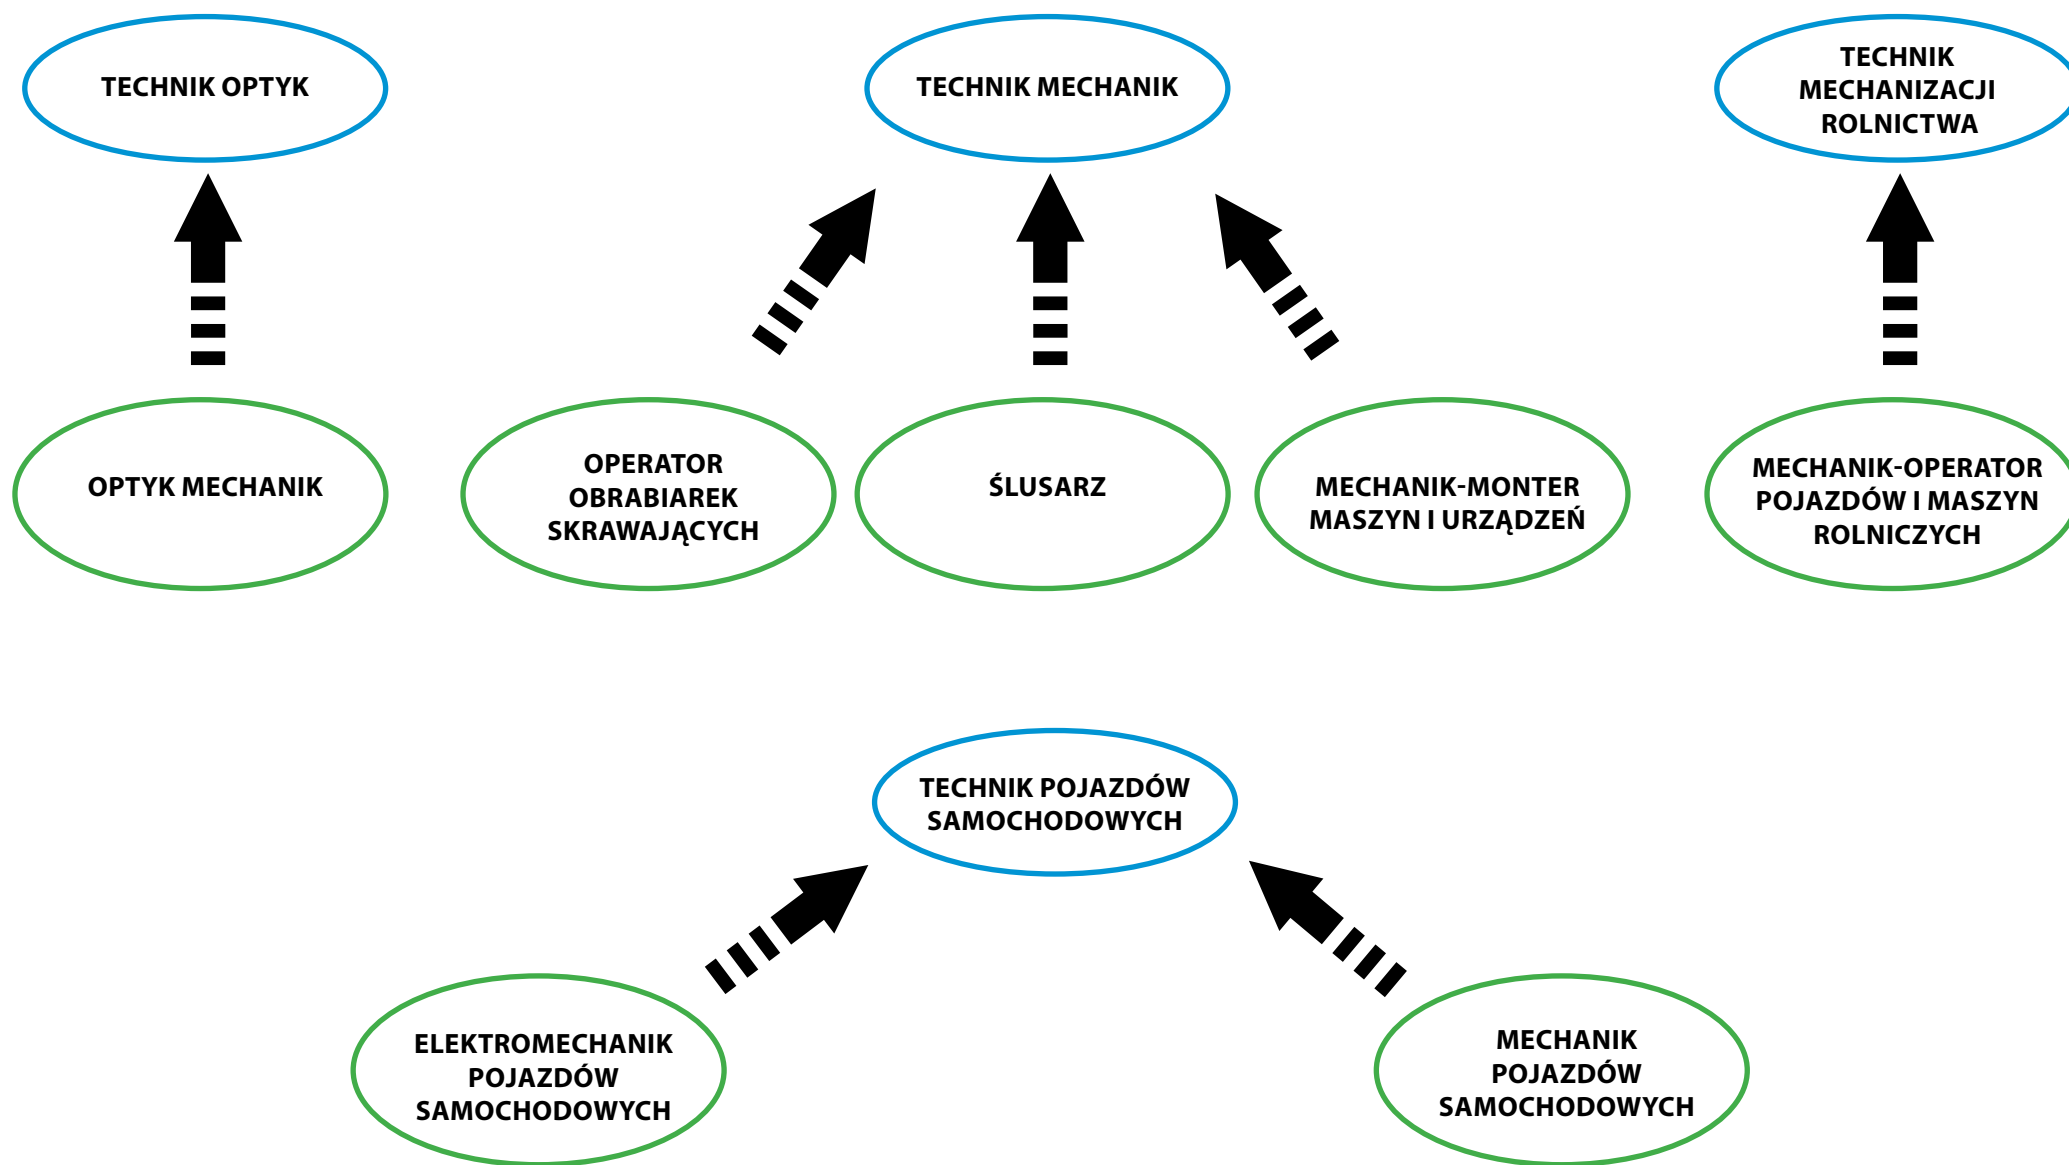 TECHNIK OPTYK
TECHNIK MECHANIK
TECHNIK
MECHANIZACJI
ROLNICTWA
OPTYK MECHANIK
OPERATOR
OBRABIAREK
SKRAWAJĄCYCH
ŚLUSARZ
MECHANIK-MONTER
MASZYN I URZĄDZEŃ
MECHANIK-OPERATOR
POJAZDÓW I MASZYN
ROLNICZYCH
TECHNIK POJAZDÓW
SAMOCHODOWYCH
ELEKTROMECHANIK
POJAZDÓW
SAMOCHODOWYCH
MECHANIK
POJAZDÓW
SAMOCHODOWYCH